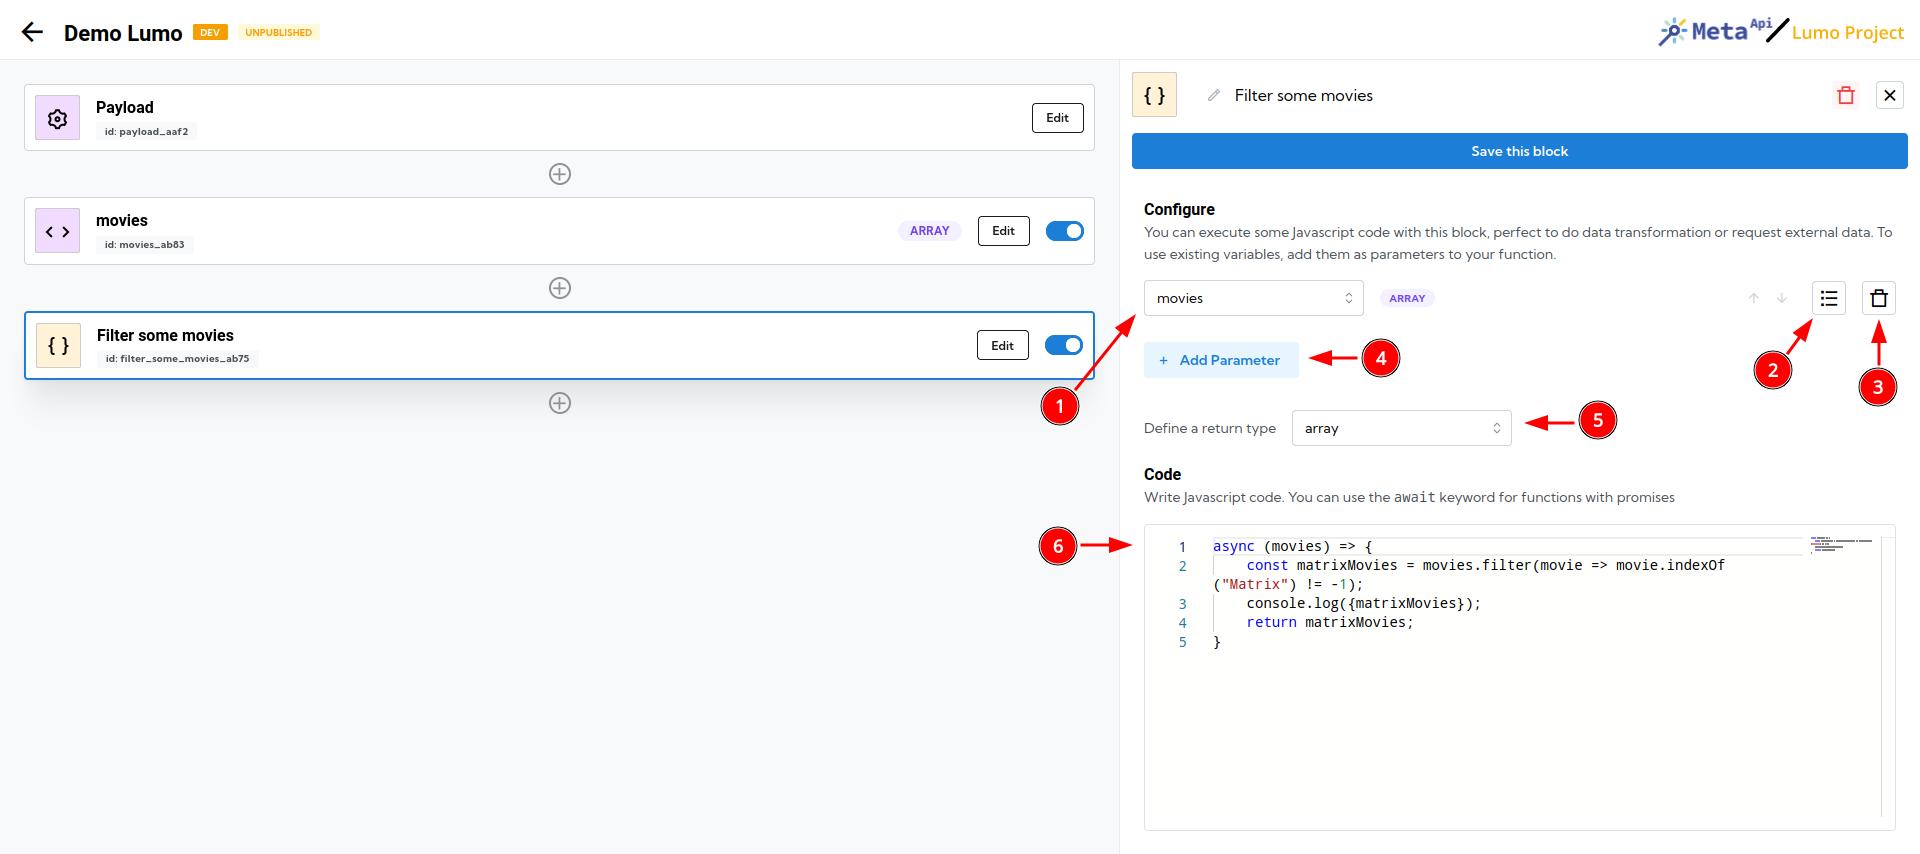 Demo Lumo DEV UNPUBLISHED
MetaApi / Lumo Project
Payload
id: payload_aaf2
Edit
movies
id: movies_ab83
ARRAY Edit
Filter some movies
id: filter_some_movies_ab75
Edit
{ } Filter some movies
Save this block
Configure
You can execute some Javascript code with this block, perfect to do data transformation or request external data. To
use existing variables, add them as parameters to your function.
movies ARRAY
1
2
3
+ Add Parameter
4
Define a return type array
5
Code
Write Javascript code. You can use the await keyword for functions with promises
6
1 async (movies) => {
2 const matrixMovies = movies.filter(movie => movie.indexOf
("Matrix") != -1);
3 console.log({matrixMovies});
4 return matrixMovies;
5 }